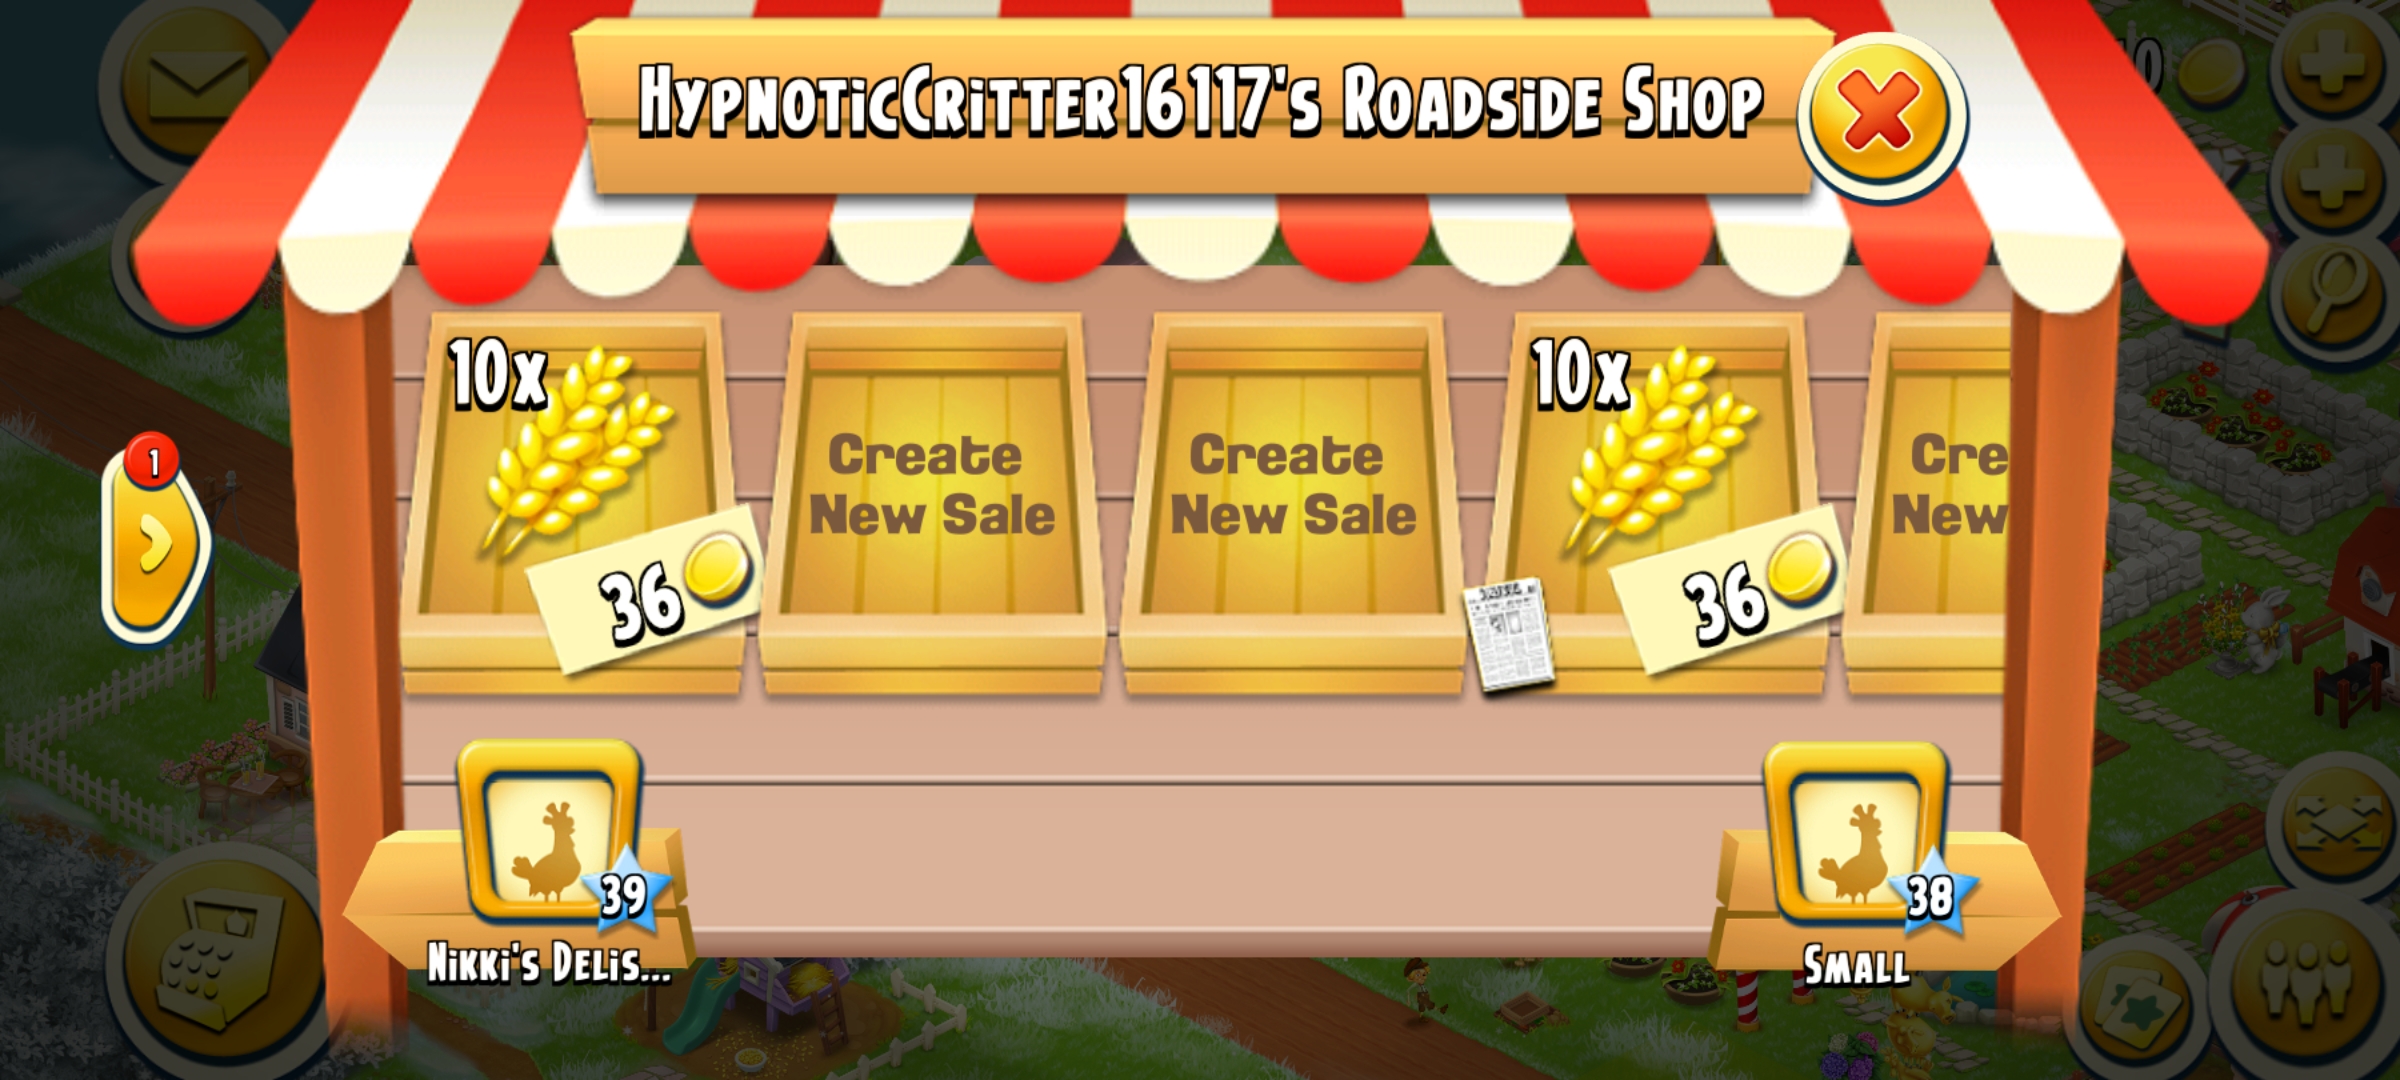 HypnoticCritter16117's Roadside Shop
10x
36
Create
New Sale
Create
New Sale
10x
36
Cre
New
1
39
Nikki's Delis...
38
Small